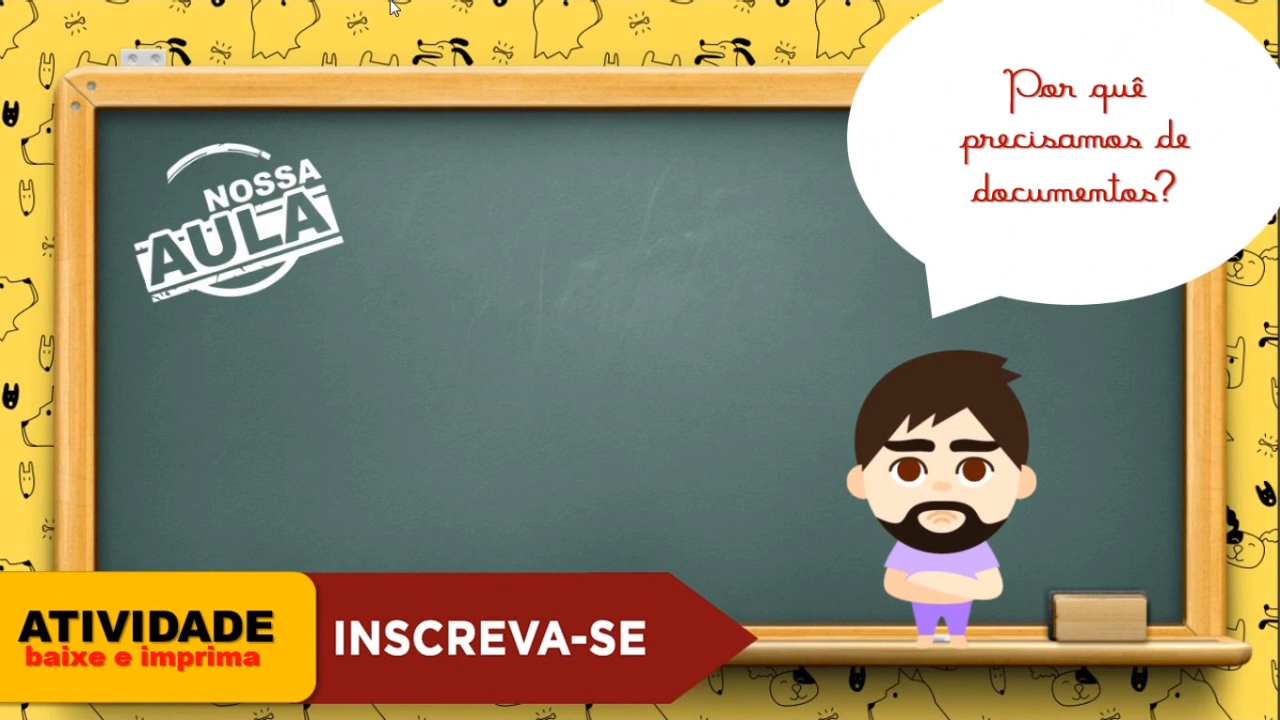 NOSSA
AULA
Por quê
precisamos de
documentos?
ATIVIDADE
baixe e imprima
INSCREVA-SE